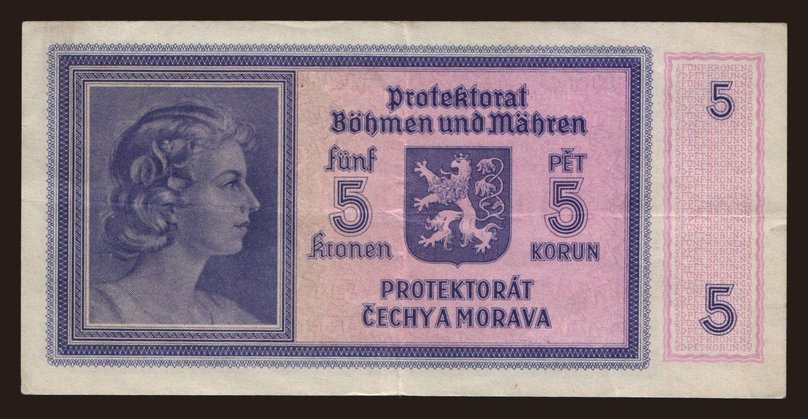 Protektorat
Böhmen und Mähren
fünf PĚT
5 5
Kronen KORUN
PROTEKTORÁT
ČECHY A MORAVA
5
5